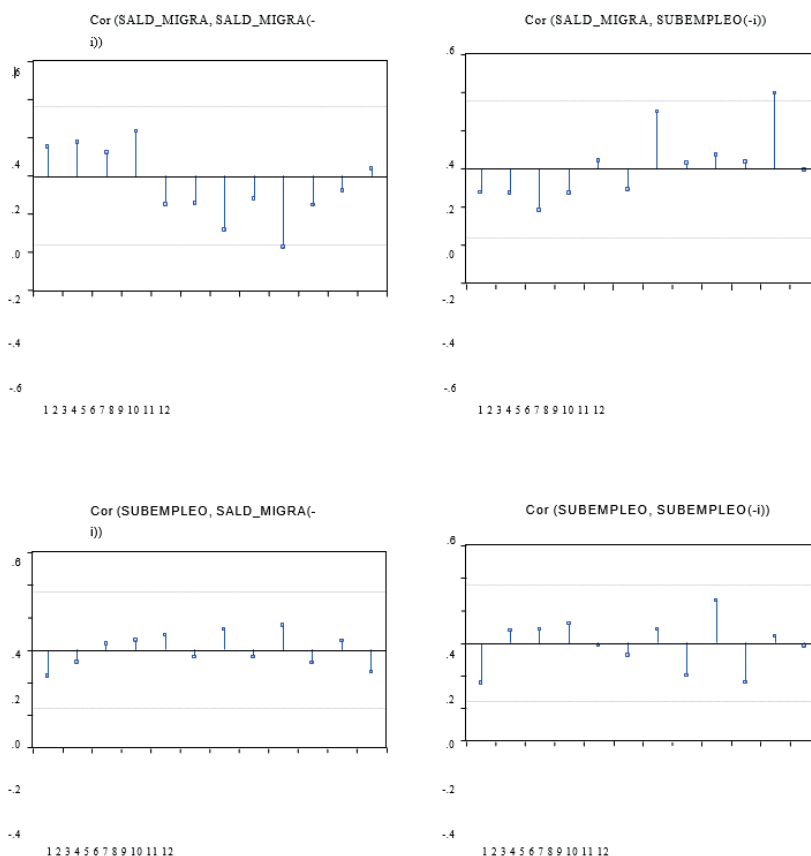 Cor (SALD_MIGRA, SALD_MIGRA(-
i))
.6
.4
.2
.0
-.2
-.4
-.6
1 2 3 4 5 6 7 8 9 10 11 12
Cor (SALD_MIGRA, SUBEMPLEO(-i))
.6
.4
.2
.0
-.2
-.4
-.6
1 2 3 4 5 6 7 8 9 10 11 12
Cor (SUBEMPLEO, SALD_MIGRA(-
i))
.6
.4
.2
.0
-.2
-.4
1 2 3 4 5 6 7 8 9 10 11 12
Cor (SUBEMPLEO, SUBEMPLEO(-i))
.6
.4
.2
.0
-.2
-.4
1 2 3 4 5 6 7 8 9 10 11 12